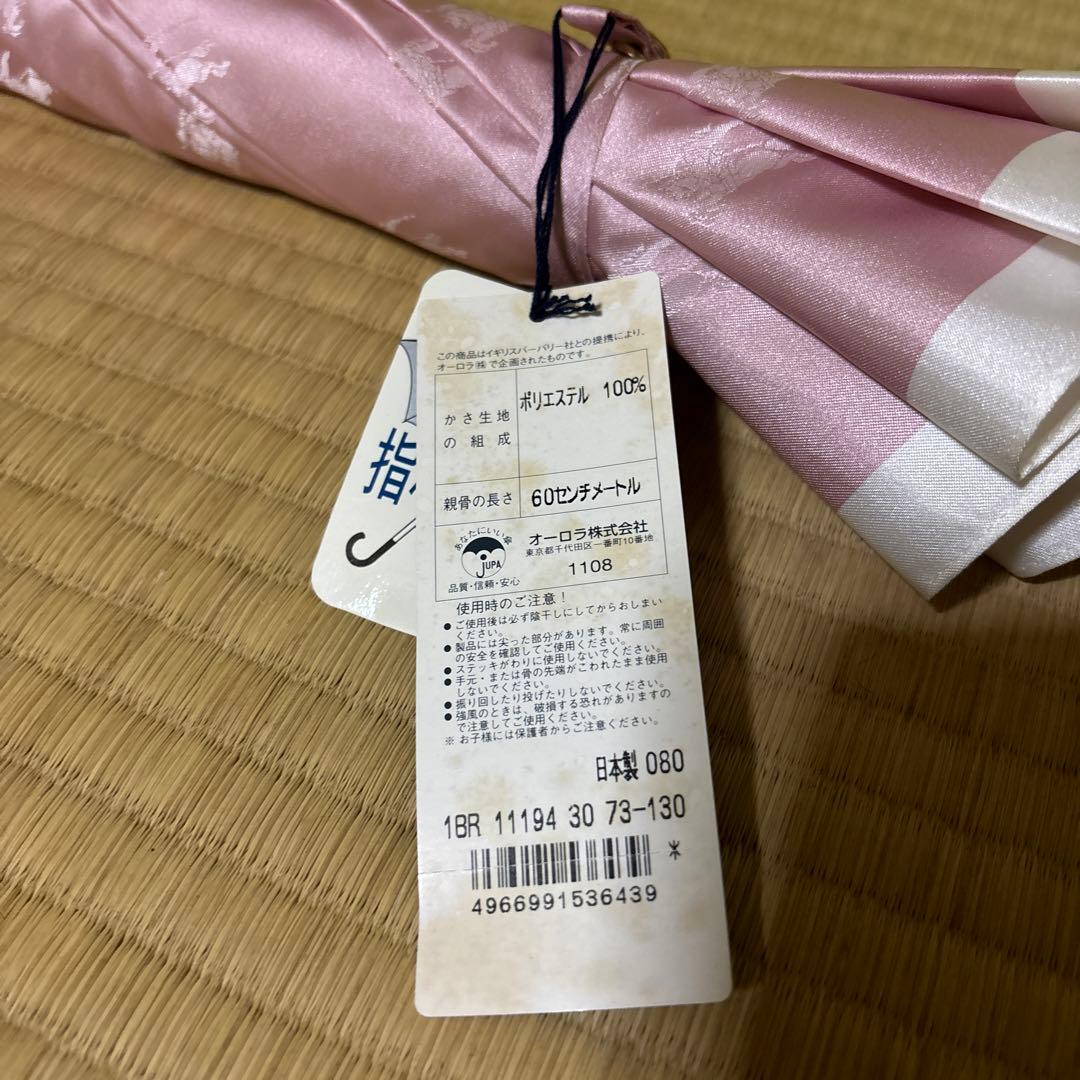 この商品はイギリスバーバリー社との提携により、
オーロラ㈱で企画されたものです。
かさ生地
の組成
ポリエステル 100%
親骨の長さ
60センチメートル
あなたにいい傘
JUPA
品質・信頼・安心
オーロラ株式会社
東京都千代田区一番町10番地
1108
使用時のご注意!
● ご使用後は必ず陰干しにしてからおしまい
ください。
● 製品には尖った部分があります。常に周囲
の安全を確認してご使用ください。
● ステッキがわりに使用しないでください。
● 手元・または骨の先端がこわれたまま使用
しないでください。
● 振り回したり投げたりしないでください。
● 強風のときは、破損する恐れがありますの
で注意してご使用ください。
※ お子様には保護者からご注意ください。
日本製 080
1BR 11194 30 73-130
4966991536439
指